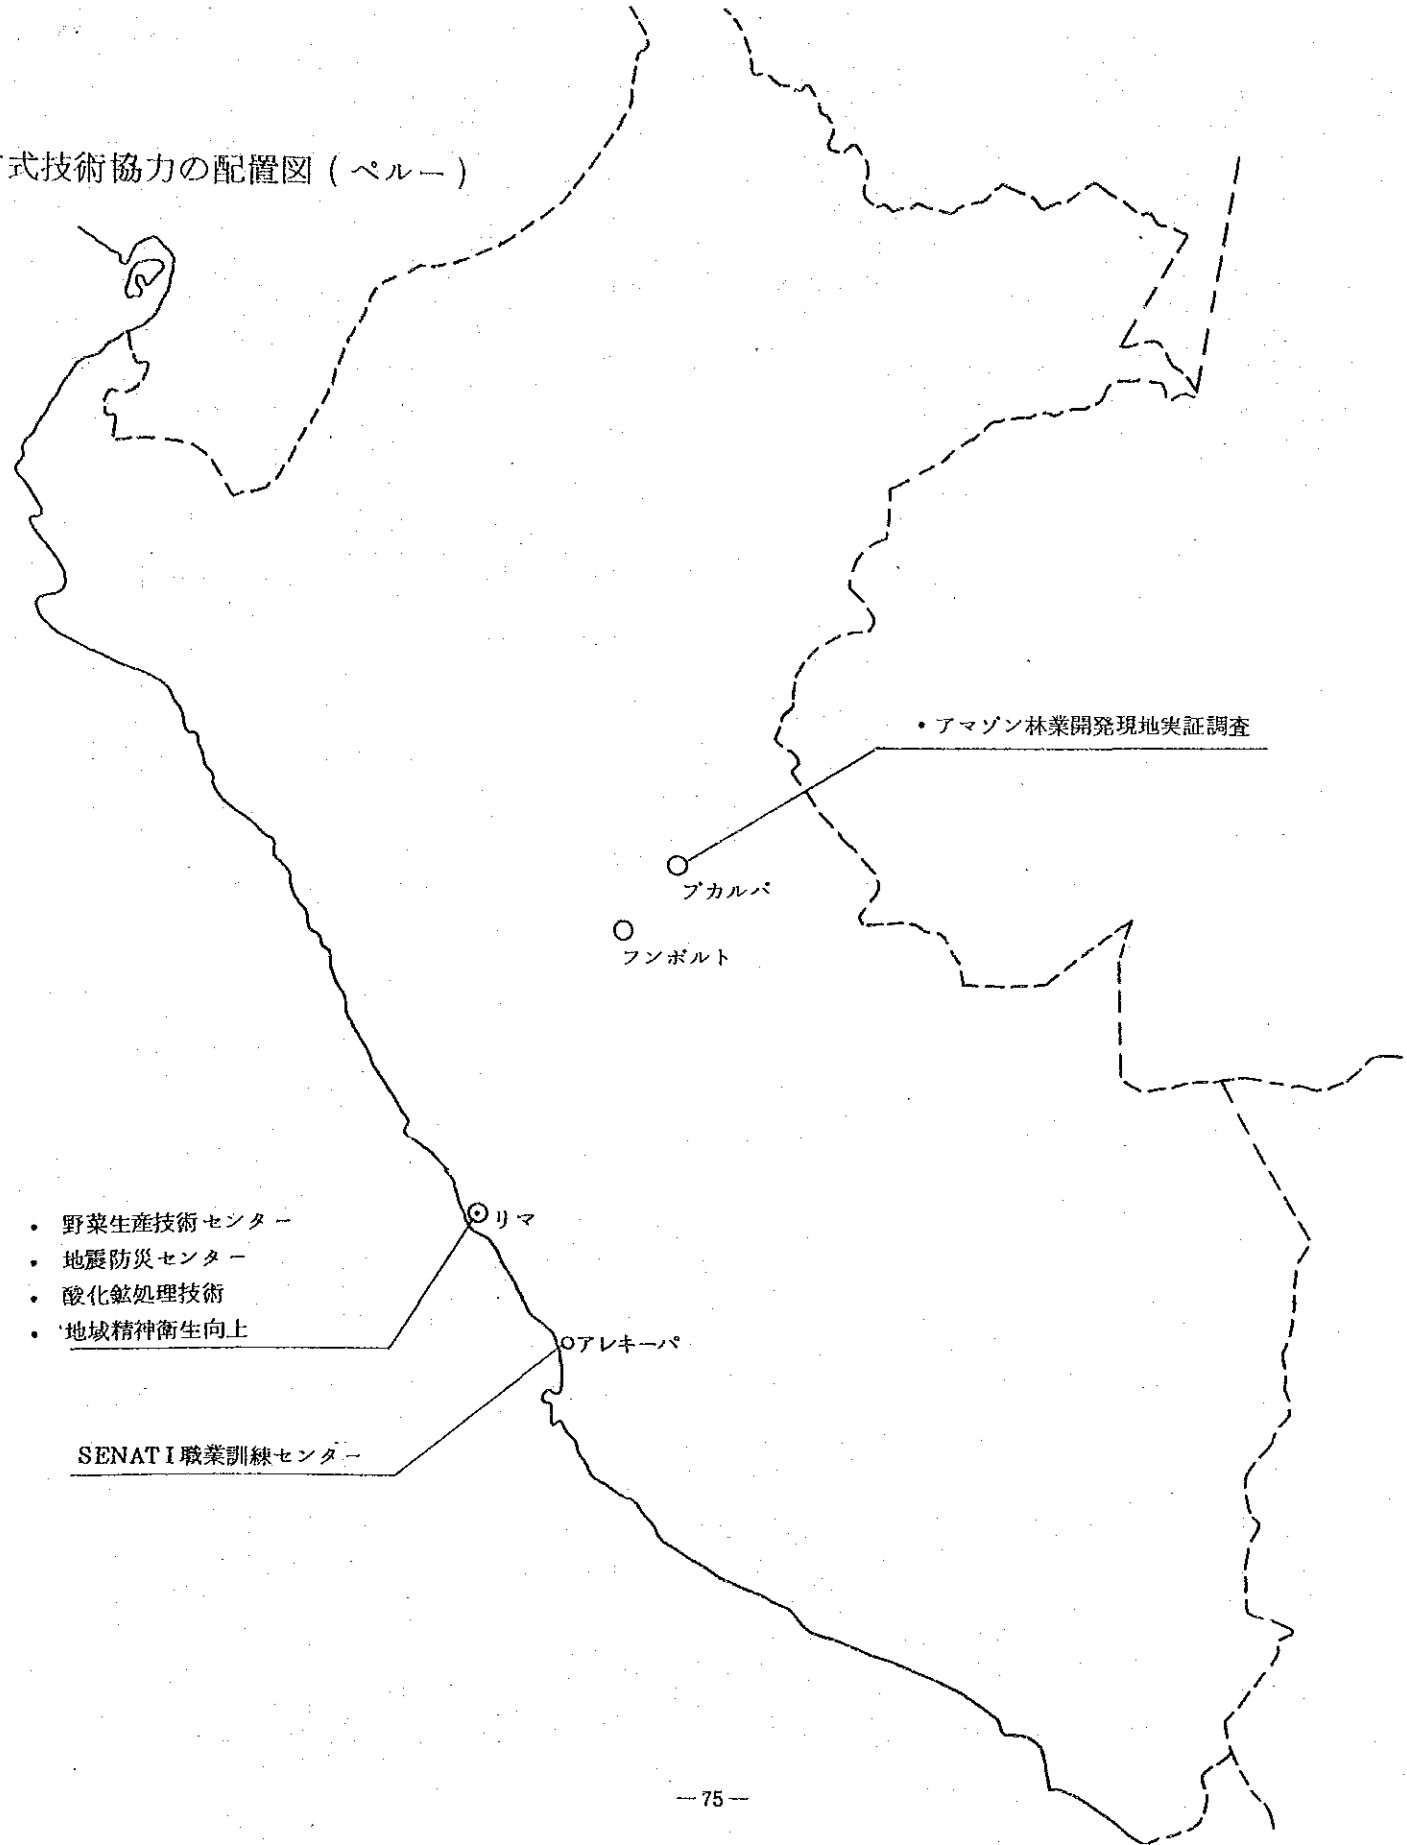 式技術協力の配置図(ペルー)
・アマゾン林業開発現地実証調査
プカルパ
フンボルト
リマ
・ 野菜生産技術センター
・ 地震防災センター
・ 酸化鉱処理技術
・ 地域精神衛生向上
アレキーパ
SENATI職業訓練センター
—75—